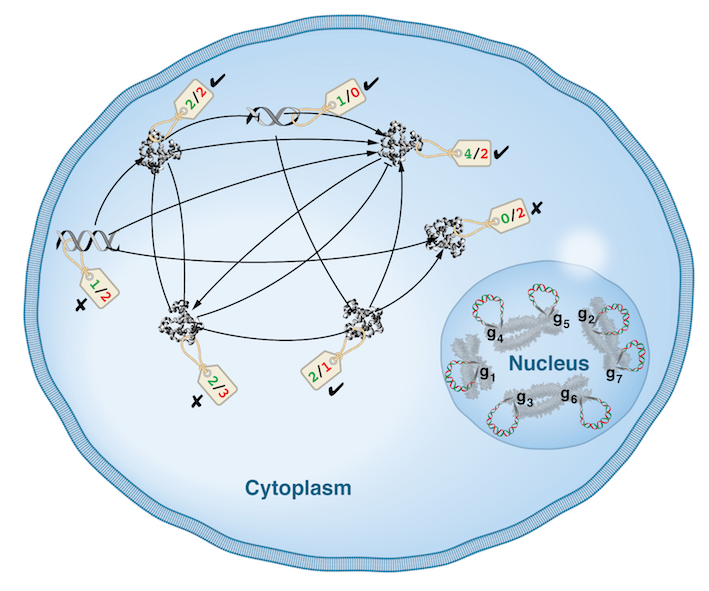 2/2 ✔
1/0 ✔
4/2 ✔
0/2 ✘
1/2
✘
g2
g5
g4
Nucleus
g1
g7
2/1
✔
2/3
✘
g3 g6
Cytoplasm